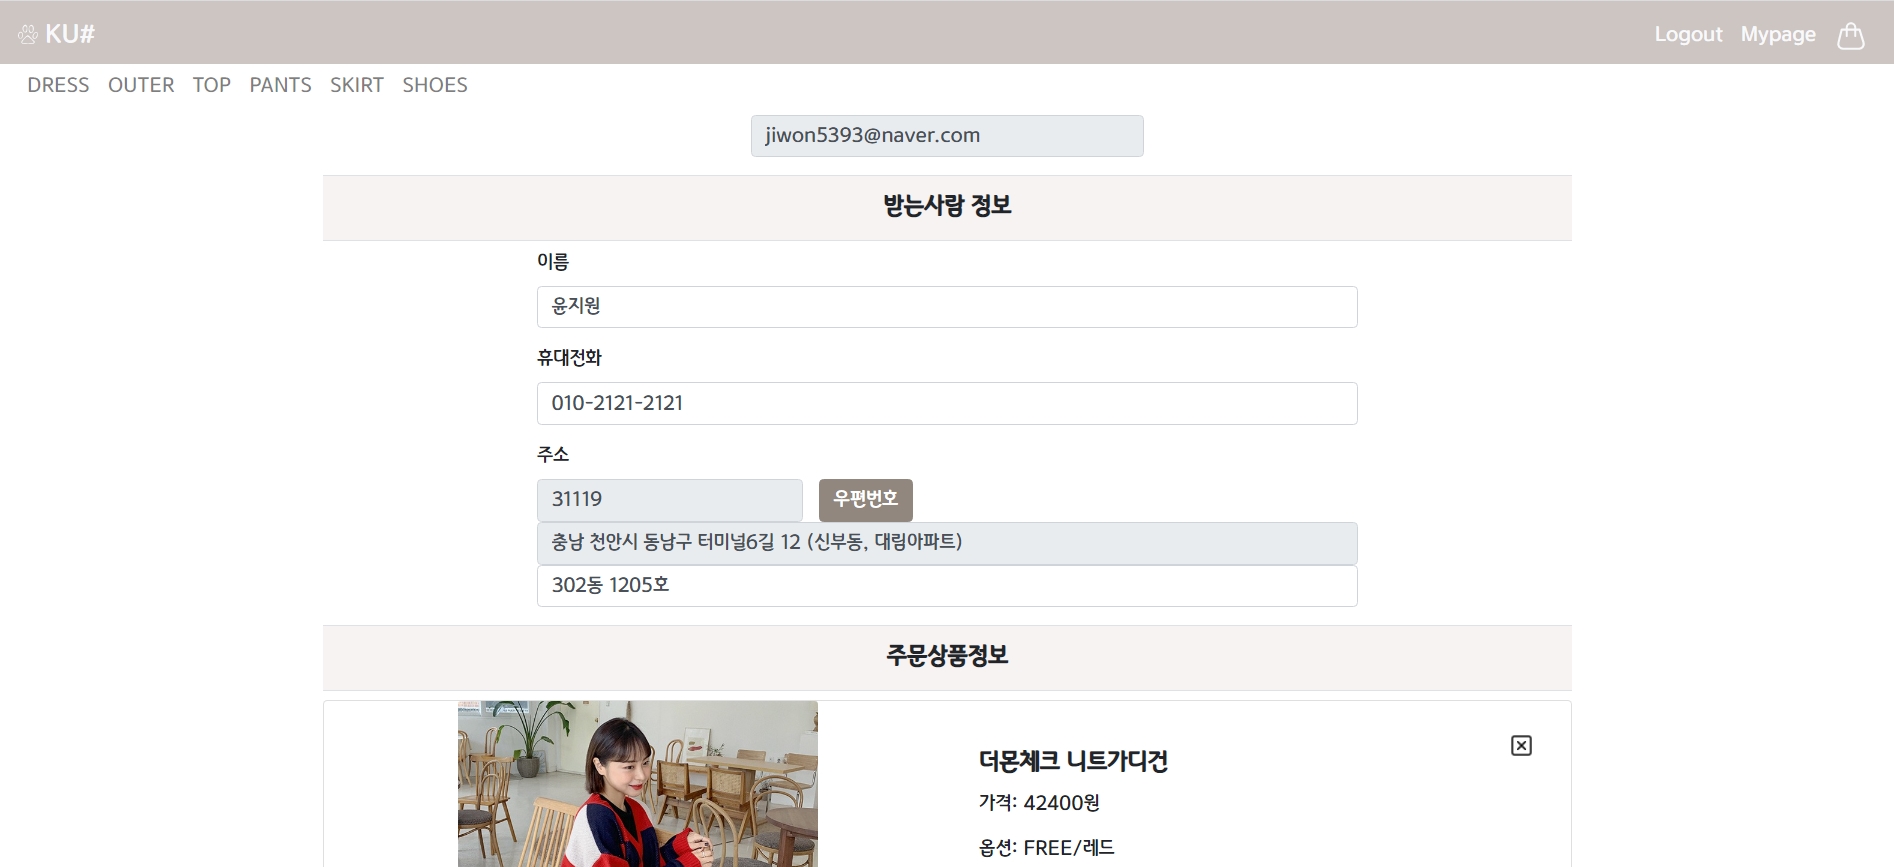 KU#
Logout Mypage
DRESS OUTER TOP PANTS SKIRT SHOES
jiwon5393@naver.com
받는사람 정보
이름
윤지원
휴대전화
010-2121-2121
주소
31119 우편번호
충남 천안시 동남구 터미널6길 12 (신부동, 대림아파트)
302동 1205호
주문상품정보
더몬체크 니트가디건
가격: 42400원
옵션: FREE/레드